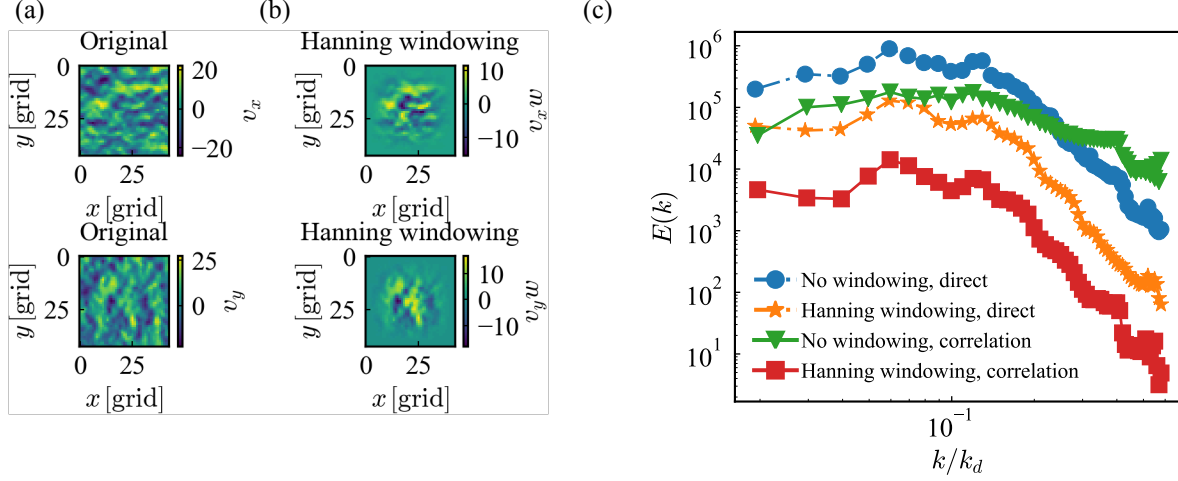 (a)
(b)
(c)
Original
0
25
y [grid]
0 25
x [grid]
20
0
−20
v_x
Hanning windowing
0
25
y [grid]
0 25
x [grid]
10
0
−10
v_x w
Original
0
25
y [grid]
0 25
x [grid]
25
0
v_y
Hanning windowing
0
25
y [grid]
0 25
x [grid]
10
0
−10
v_y w
10^6
10^5
10^4
10^3
10^2
10^1
E(k)
No windowing, direct
Hanning windowing, direct
No windowing, correlation
Hanning windowing, correlation
10^−1
k/k_d